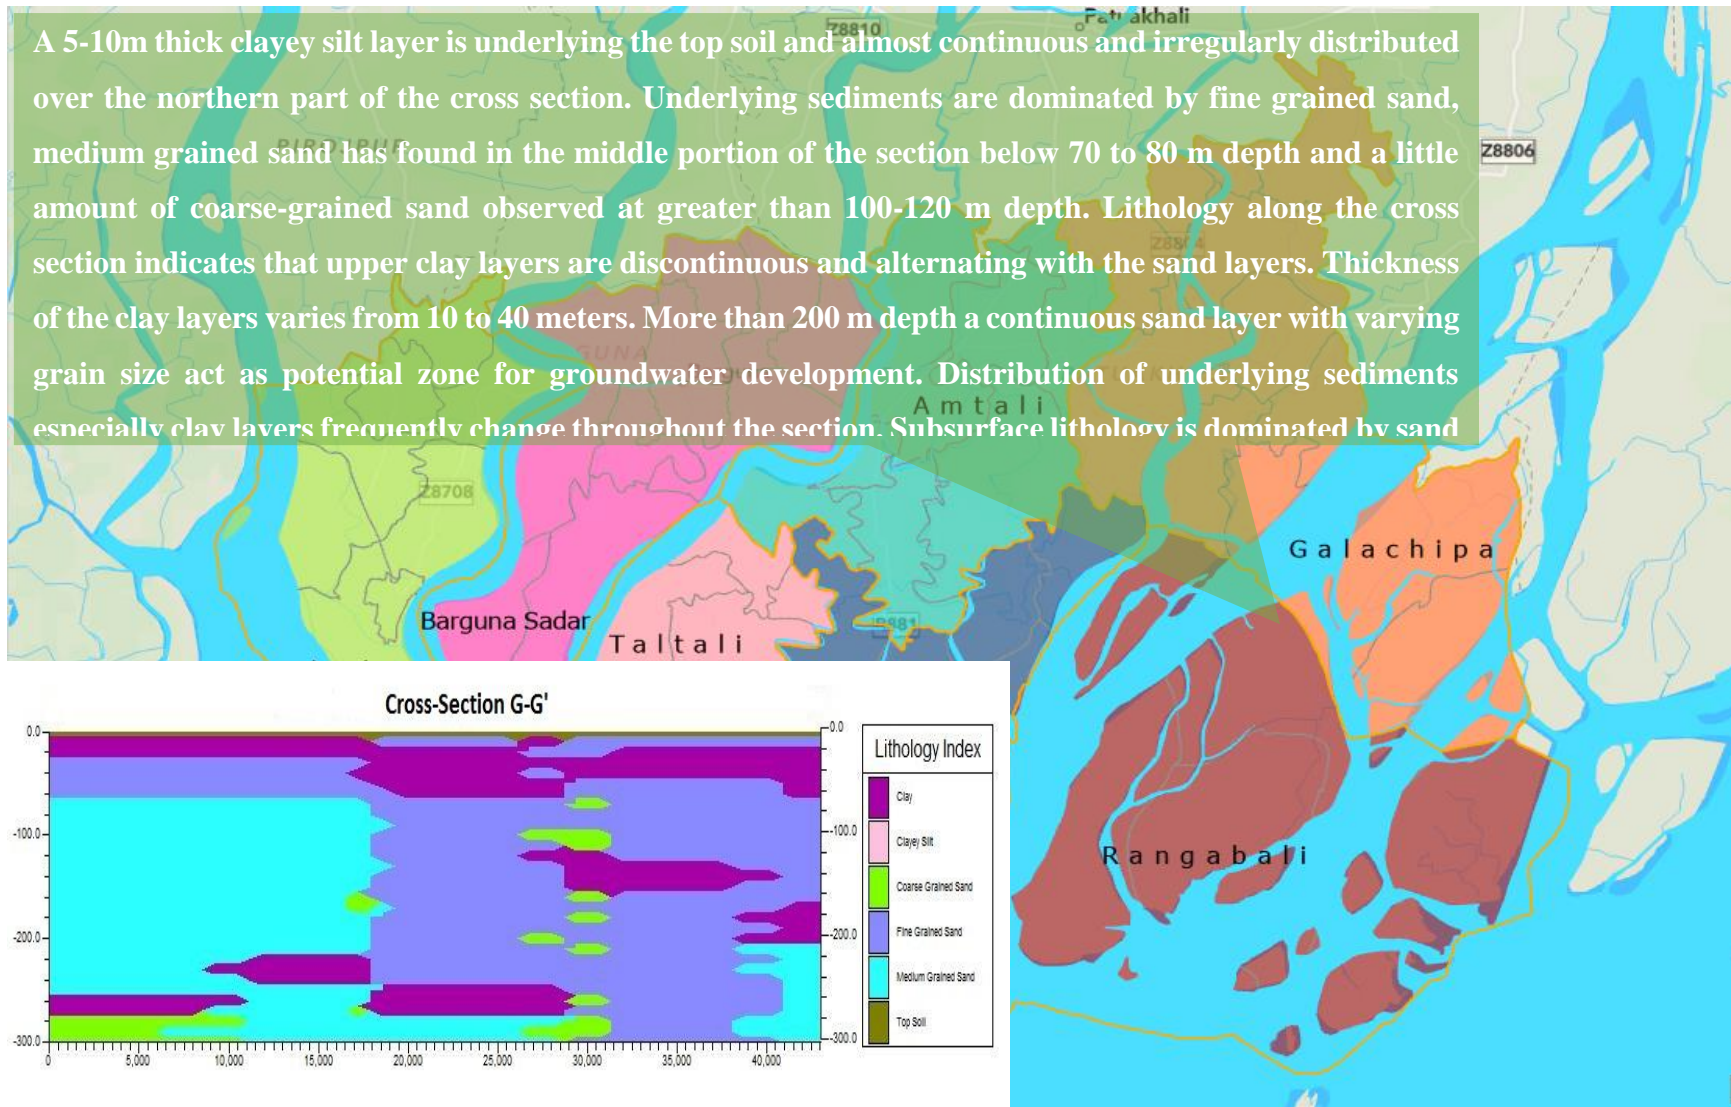 Patuakhali
Z8810
A 5-10m thick clayey silt layer is underlying the top soil and almost continuous and irregularly distributed
over the northern part of the cross section. Underlying sediments are dominated by fine grained sand,
PIROJPUR
medium grained sand has found in the middle portion of the section below 70 to 80 m depth and a little
Z8806
amount of coarse-grained sand observed at greater than 100-120 m depth. Lithology along the cross
Z8804
section indicates that upper clay layers are discontinuous and alternating with the sand layers. Thickness
of the clay layers varies from 10 to 40 meters. More than 200 m depth a continuous sand layer with varying
GUNA
grain size act as potential zone for groundwater development. Distribution of underlying sediments
Amtali
especially clay layers frequently change throughout the section. Subsurface lithology is dominated by sand
Z8708
Galachipa
Barguna Sadar
Taltali
R881
Rangabali
Cross-Section G-G'
0.0
-100.0
-200.0
-300.0
0 5,000 10,000 15,000 20,000 25,000 30,000 35,000 40,000
0.0
-100.0
-200.0
-300.0
Lithology Index
Clay
Clayey Silt
Coarse Grained Sand
Fine Grained Sand
Medium Grained Sand
Top Soil